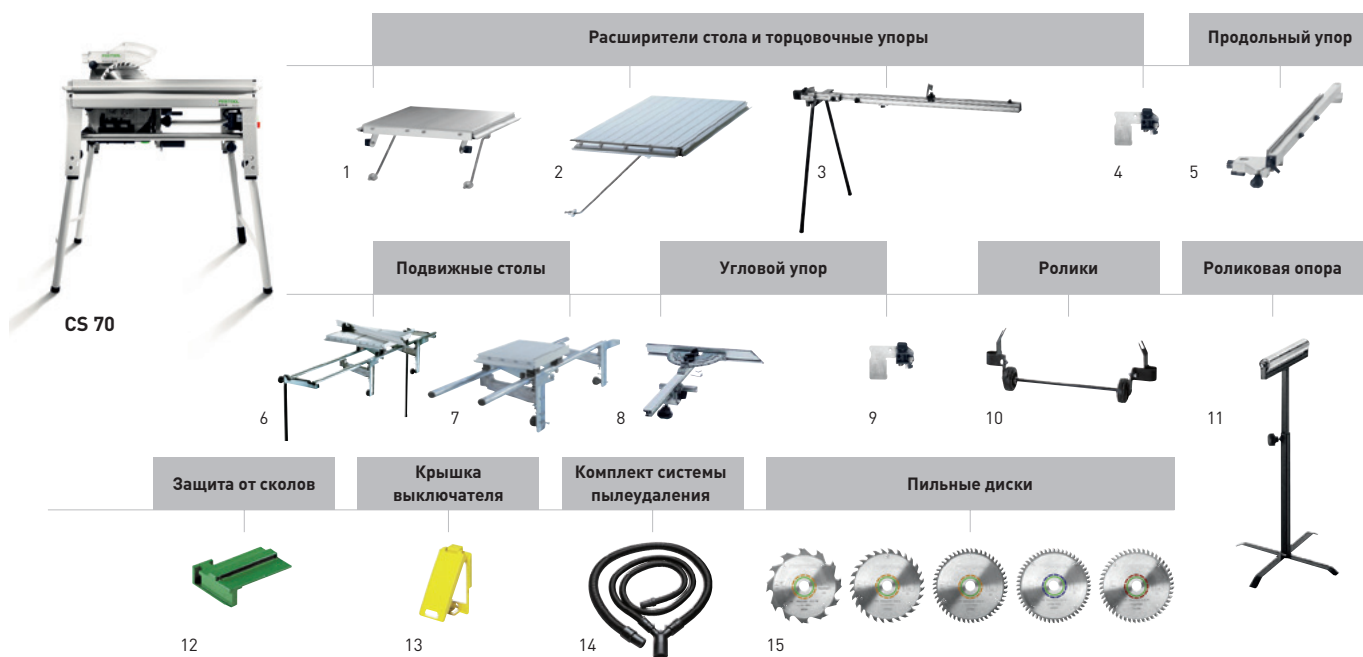 Расширители стола и торцовочные упоры
Продольный упор
1
2
3
4
5
CS 70
Подвижные столы
Угловой упор
Ролики
Роликовая опора
6
7
8
9
10
11
Защита от сколов
Крышка
выключателя
Комплект системы
пылеудаления
Пильные диски
12
13
14
15